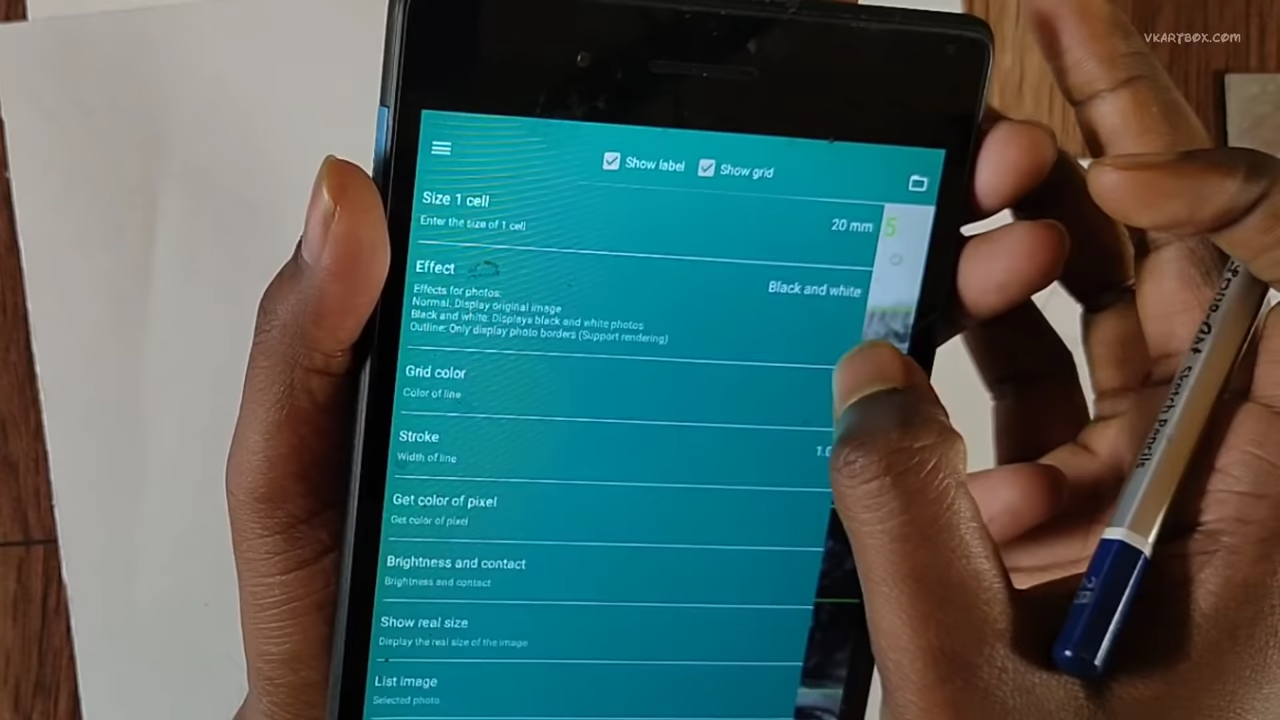 VKARTBOX.COM
Show label
Show grid
Size 1 cell
Enter the size of 1 cell
20 mm
5
Effect
Black and white
Effects for photos:
Normal: Display original image
Black and white: Displays black and white photos
Outline: Only display photo borders (Support rendering)
Grid color
Color of line
Stroke
Width of line
Get color of pixel
Get color of pixel
Brightness and contact
Brightness and contact
Show real size
Display the real size of the image
List image
Selected photo
Sketch Pencils